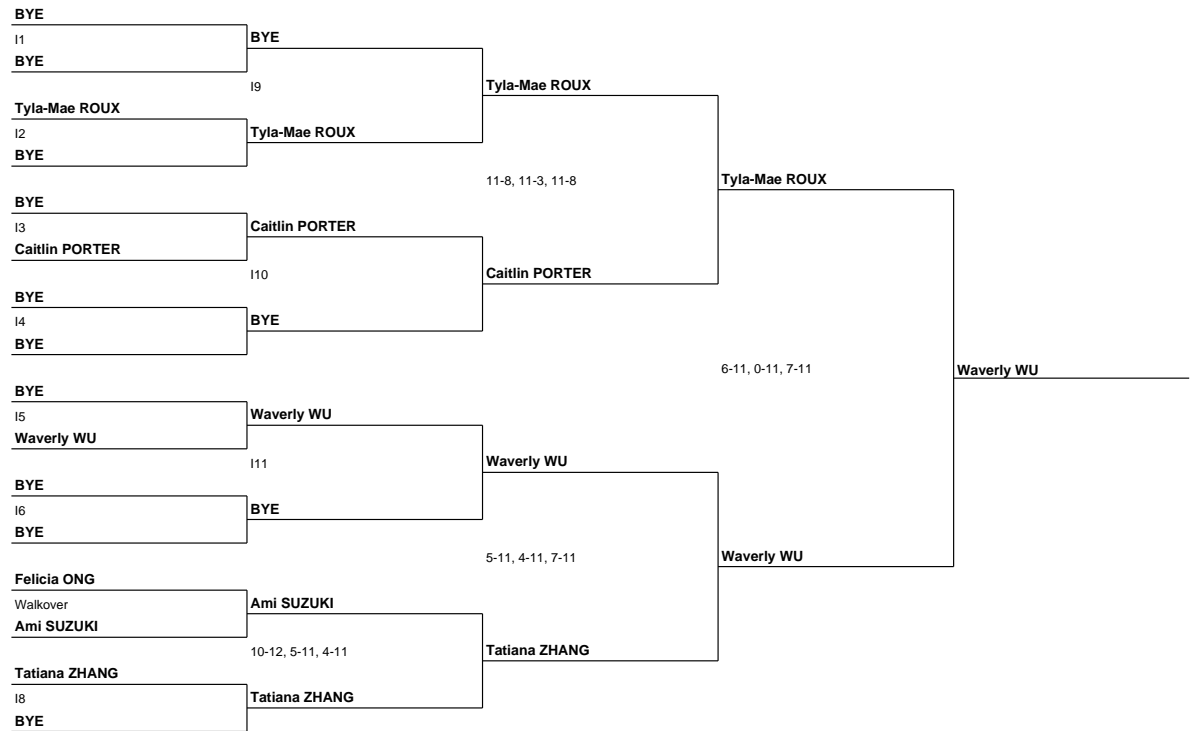 BYE
I1
BYE
BYE
I9
Tyla-Mae ROUX
Tyla-Mae ROUX
I2
Tyla-Mae ROUX
BYE
11-8, 11-3, 11-8
Tyla-Mae ROUX
BYE
I3
Caitlin PORTER
Caitlin PORTER
I10
Caitlin PORTER
BYE
I4
BYE
BYE
6-11, 0-11, 7-11
Waverly WU
BYE
I5
Waverly WU
Waverly WU
I11
Waverly WU
BYE
I6
BYE
BYE
5-11, 4-11, 7-11
Waverly WU
Felicia ONG
Walkover
Ami SUZUKI
Ami SUZUKI
10-12, 5-11, 4-11
Tatiana ZHANG
Tatiana ZHANG
I8
Tatiana ZHANG
BYE